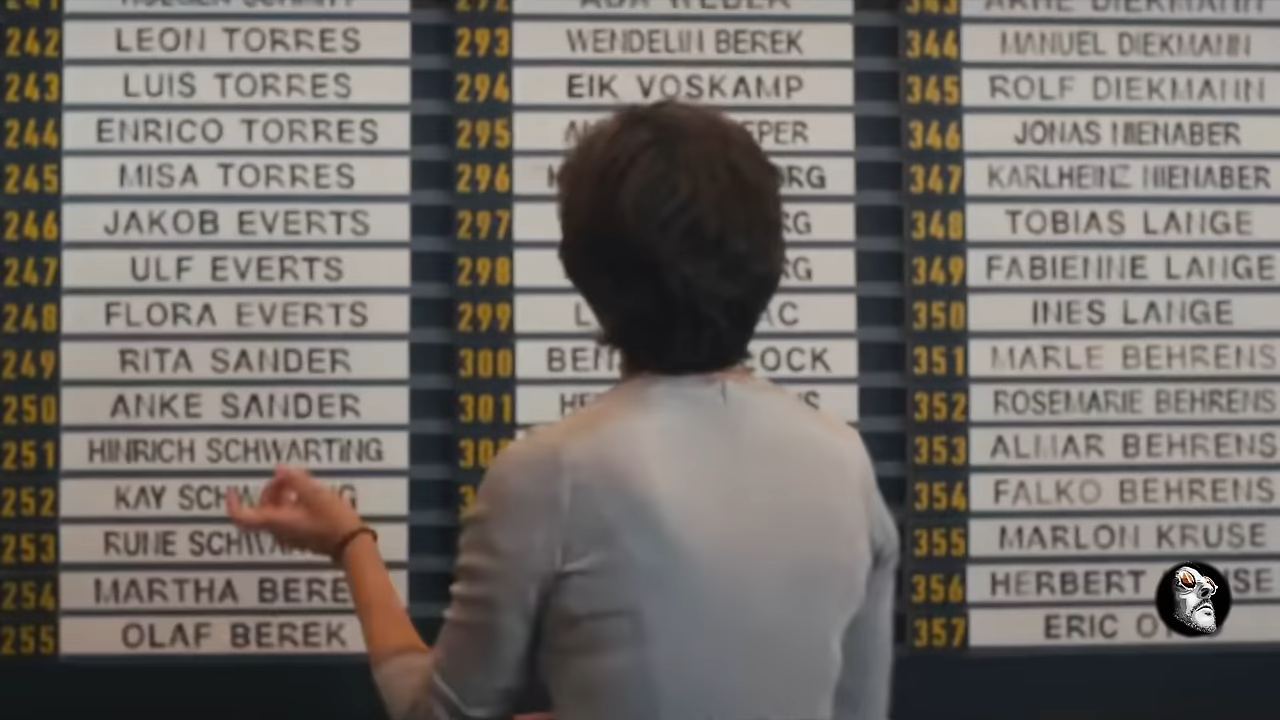 242 LEON TORRES
243 LUIS TORRES
244 ENRICO TORRES
245 MISA TORRES
246 JAKOB EVERTS
247 ULF EVERTS
248 FLORA EVERTS
249 RITA SANDER
250 ANKE SANDER
251 HINRICH SCHWARTING
252 KAY
253 RUNE
254 MARTHA
255 OLAF BEREK
293 WENDELIN BEREK
294 EIK VOSKAMP
295
296
297
298
299
300
301
344 MANUEL DIEKMANN
345 ROLF DIEKMANN
346 JONAS NIENABER
347 KARLHEINZ NIENABER
348 TOBIAS LANGE
349 FABIENNE LANGE
350 INES LANGE
351 MARLE BEHRENS
352 ROSEMARIE BEHRENS
353 ALMAR BEHRENS
354 FALKO BEHRENS
355 MARLON KRUSE
356 HERBERT
357 ERIC